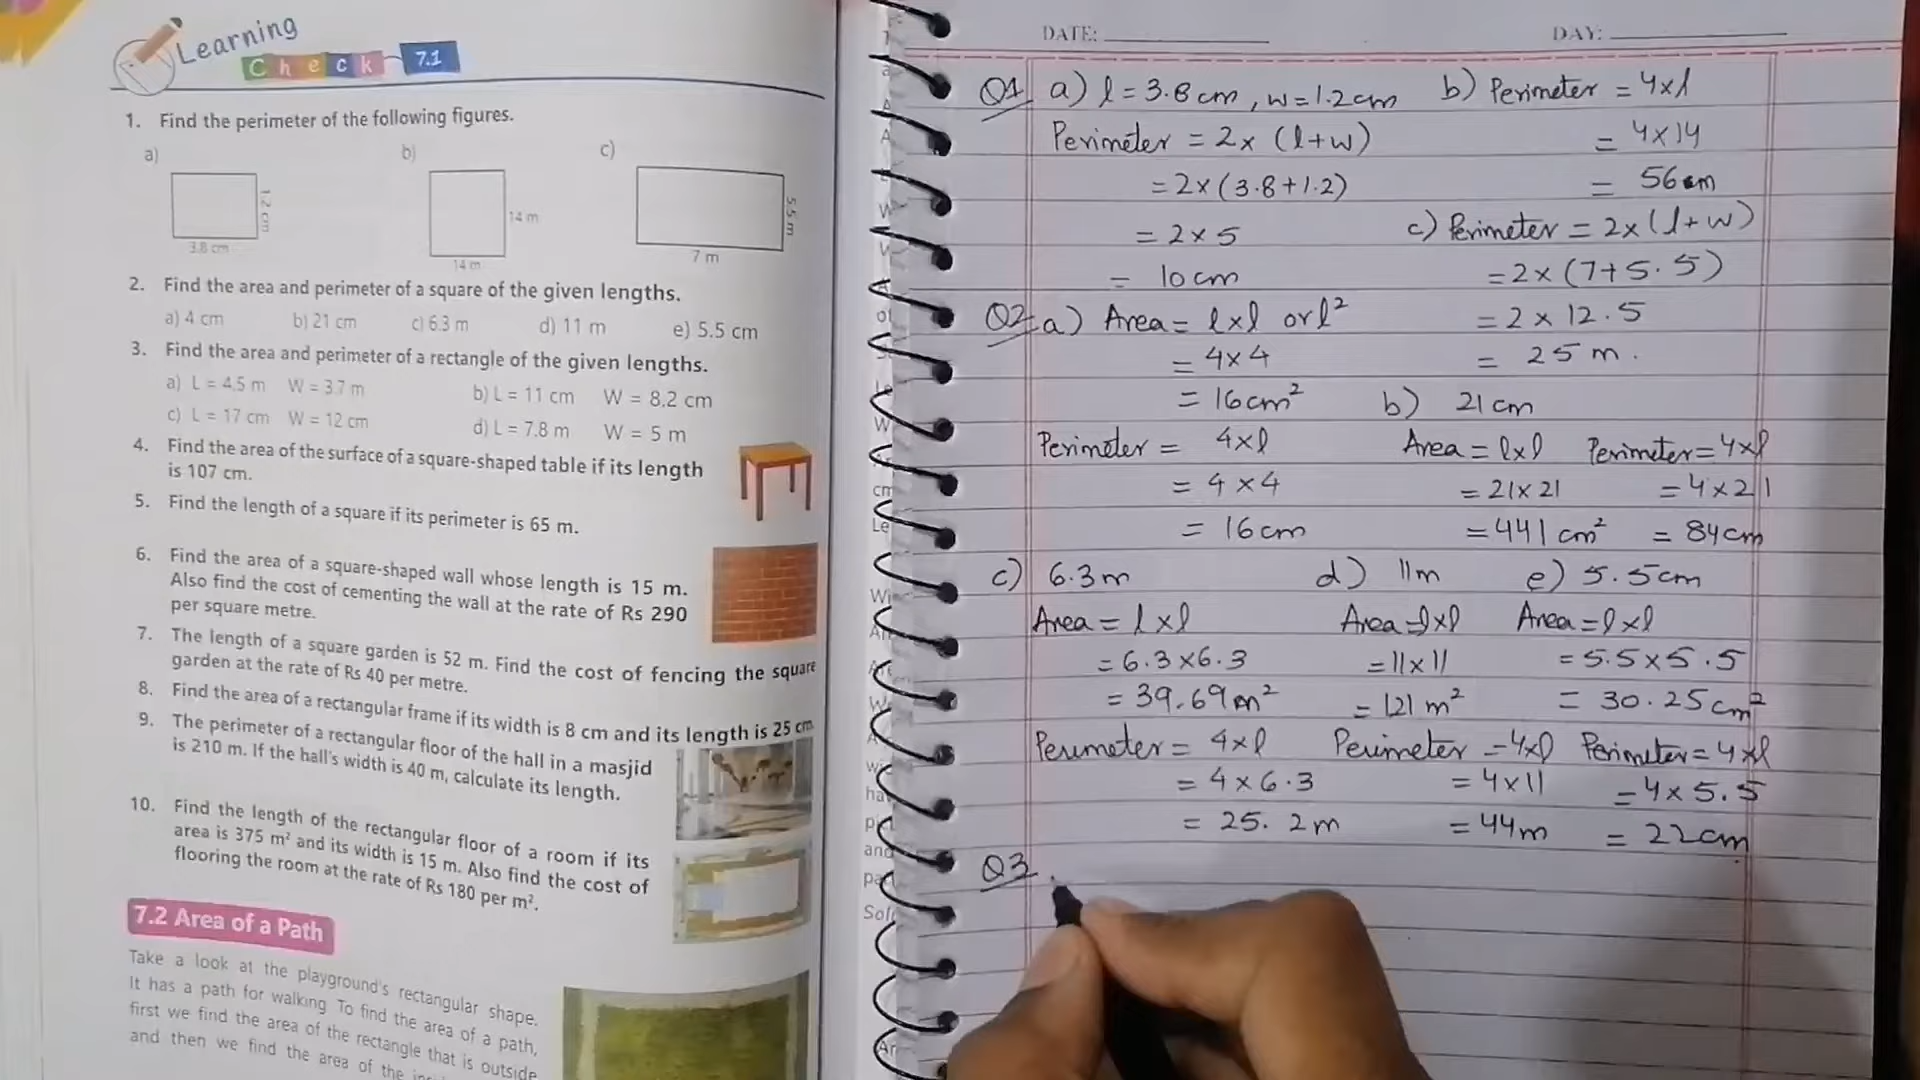 Learning
Check 7.1
1. Find the perimeter of the following figures.
a)
b)
c)
1.2 cm
3.8 cm
14 m
14 m
5.5 m
7 m
2. Find the area and perimeter of a square of the given lengths.
a) 4 cm b) 21 cm c) 6.3 m d) 11 m e) 5.5 cm
3. Find the area and perimeter of a rectangle of the given lengths.
a) L = 4.5 m W = 3.7 m b) L = 11 cm W = 8.2 cm
c) L = 17 cm W = 12 cm d) L = 7.8 m W = 5 m
4. Find the area of the surface of a square-shaped table if its length
is 107 cm.
5. Find the length of a square if its perimeter is 65 m.
6. Find the area of a square-shaped wall whose length is 15 m.
Also find the cost of cementing the wall at the rate of Rs 290
per square metre.
7. The length of a square garden is 52 m. Find the cost of fencing the square
garden at the rate of Rs 40 per metre.
8. Find the area of a rectangular frame if its width is 8 cm and its length is 25 cm
9. The perimeter of a rectangular floor of the hall in a masjid
is 210 m. If the hall's width is 40 m, calculate its length.
10. Find the length of the rectangular floor of a room if its
area is 375 m² and its width is 15 m. Also find the cost of
flooring the room at the rate of Rs 180 per m².
7.2 Area of a Path
Take a look at the playground's rectangular shape.
It has a path for walking. To find the area of a path,
first we find the area of the rectangle that is outside
and then we find the area of the
DATE: DAY:
Q1 a) l = 3.8 cm, w = 1.2 cm
Perimeter = 2 x (l+w)
= 2 x (3.8+1.2)
= 2 x 5
= 10 cm
b) Perimeter = 4xl
= 4 x 14
= 56 cm
c) Perimeter = 2x(l+w)
= 2 x (7+5.5)
= 2 x 12.5
= 25 m.
Q2 a) Area = l x l or l²
= 4x4
= 16 cm²
Perimeter = 4xl
= 4 x 4
= 16 cm
b) 21 cm
Area = lxl Perimeter = 4xl
= 21 x 21 = 4 x 21
= 441 cm² = 84 cm
c) 6.3 m d) 11m e) 5.5 cm
Area = l x l Area = l x l Area = l x l
= 6.3 x 6.3 = 11 x 11 = 5.5 x 5.5
= 39.69 m² = 121 m² = 30.25 cm²
Perimeter = 4xl Perimeter = 4xl Perimeter = 4xl
= 4 x 6.3 = 4 x 11 = 4 x 5.5
= 25.2 m = 44 m = 22 cm
Q3.